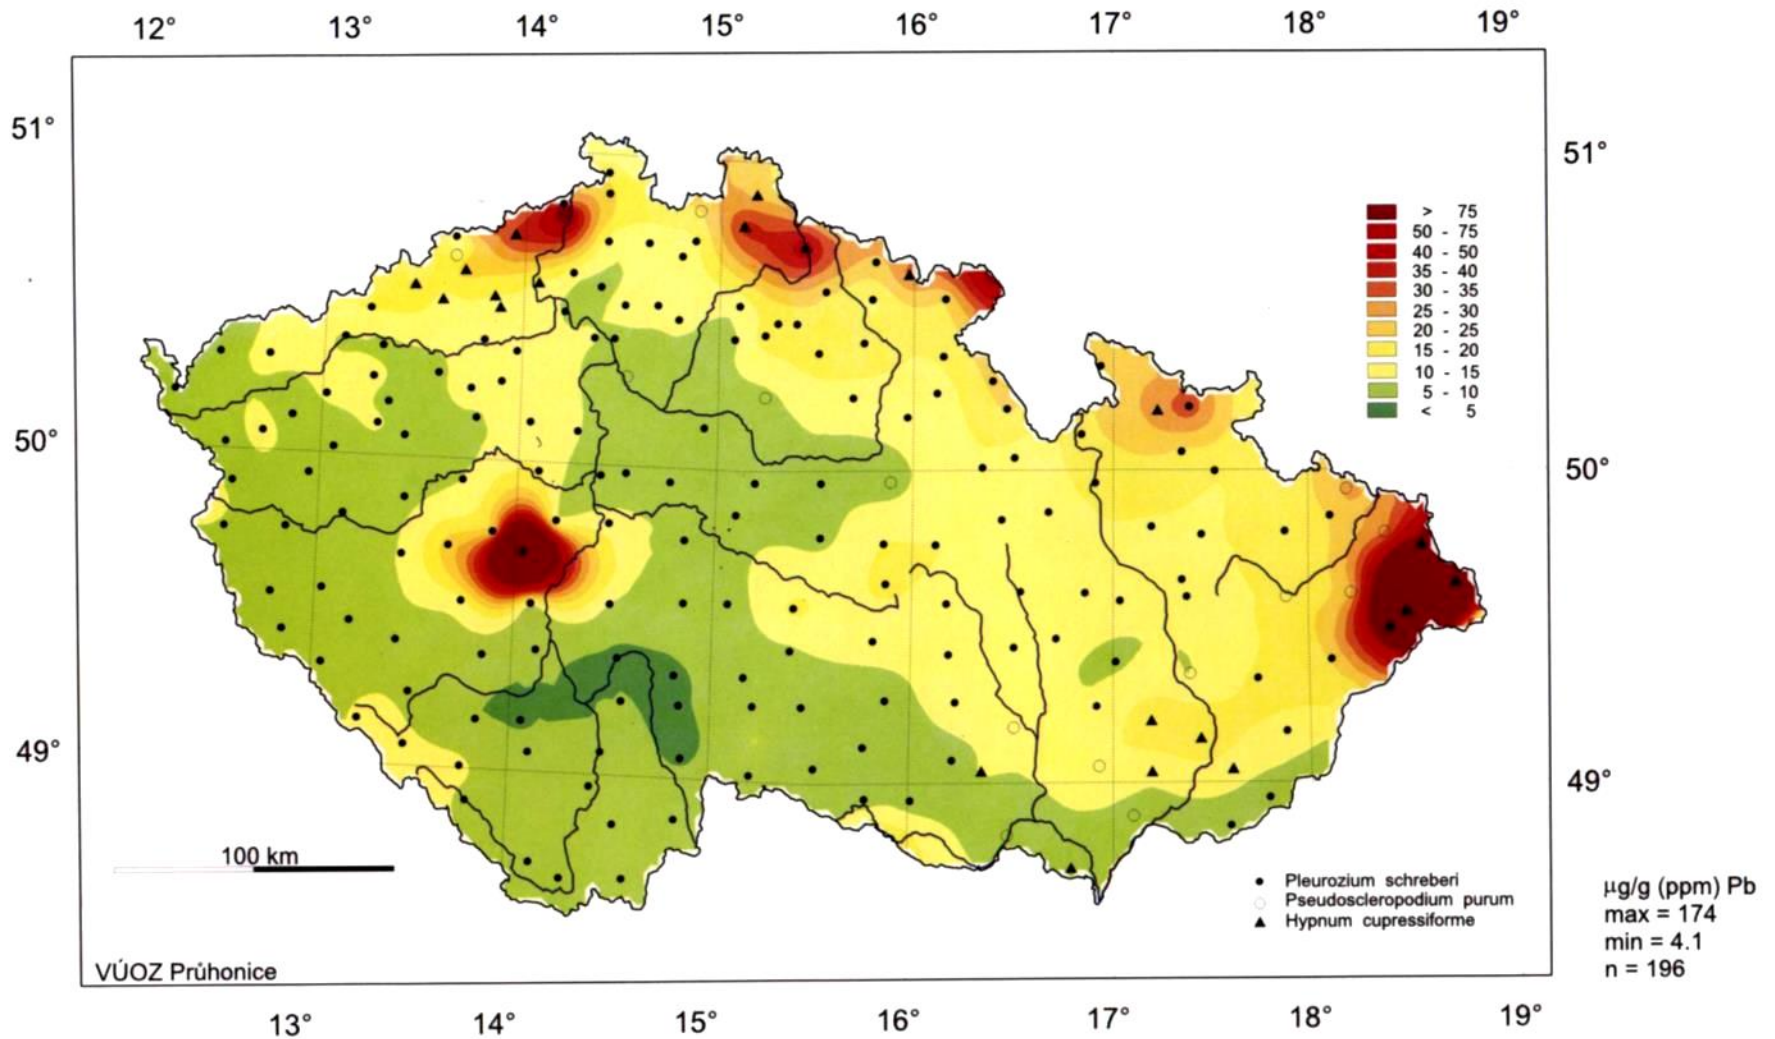 12° 13° 14° 15° 16° 17° 18° 19°
51° 51°
> 75
50 - 75
40 - 50
35 - 40
30 - 35
25 - 30
20 - 25
15 - 20
10 - 15
5 - 10
< 5
50° 50°
49° 49°
100 km
Pleurozium schreberi
Pseudoscleropodium purum
Hypnum cupressiforme
µg/g (ppm) Pb
max = 174
min = 4.1
n = 196
VÚOZ Průhonice
13° 14° 15° 16° 17° 18° 19°